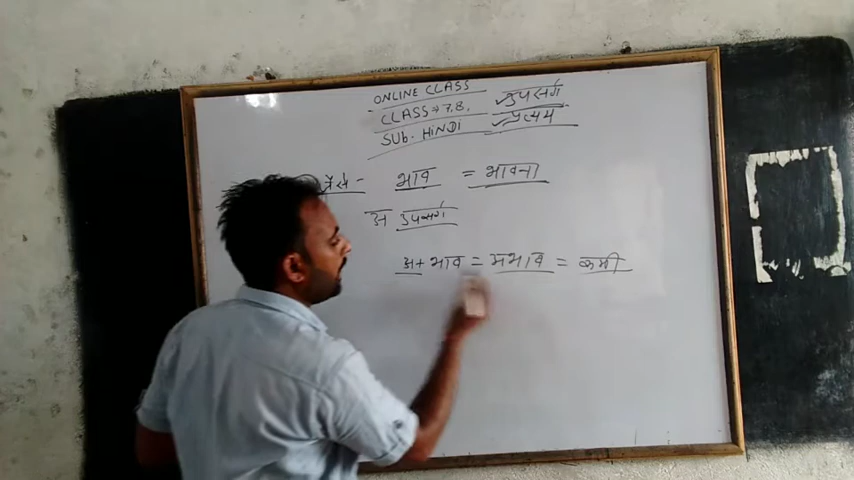 ONLINE CLASS
CLASS → 7, 8. ✓ उपसर्ग
SUB. HINDI ✓ प्रत्यय
जैसे - भाव = भावना
अ उपसर्ग
अ + भाव = अभाव = कमी